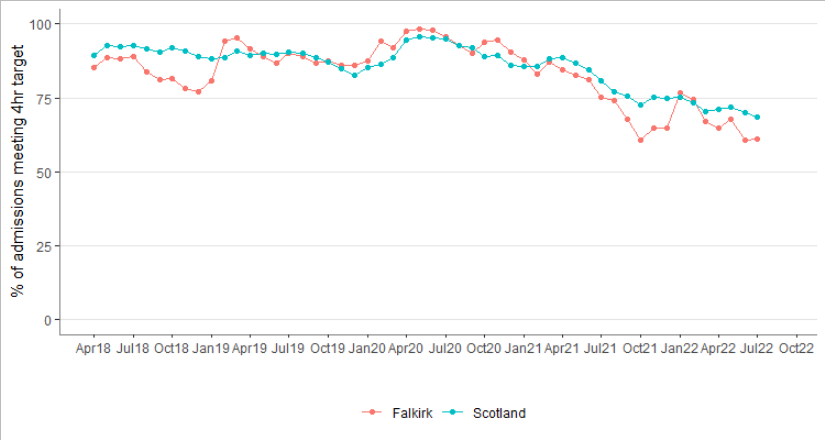 % of admissions meeting 4hr target
100
75
50
25
0
Apr18 Jul18 Oct18 Jan19 Apr19 Jul19 Oct19 Jan20 Apr20 Jul20 Oct20 Jan21 Apr21 Jul21 Oct21 Jan22 Apr22 Jul22 Oct22
Falkirk Scotland